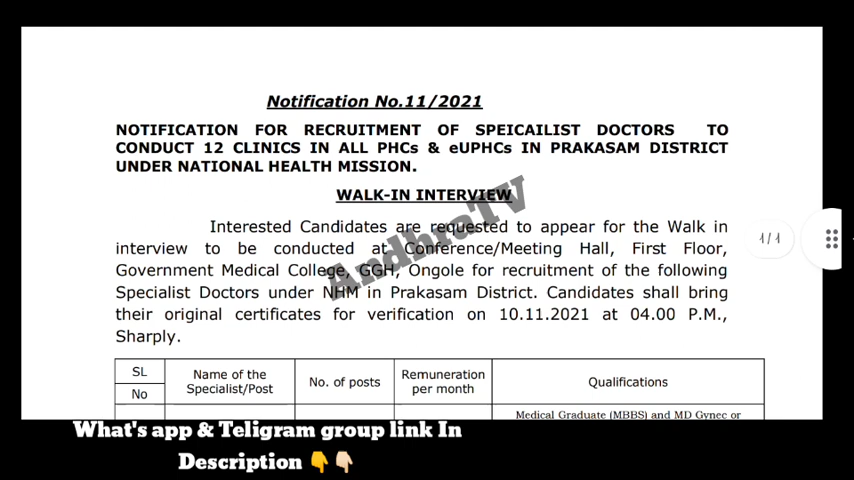 Notification No.11/2021
NOTIFICATION FOR RECRUITMENT OF SPEICAILIST DOCTORS TO
CONDUCT 12 CLINICS IN ALL PHCs & eUPHCs IN PRAKASAM DISTRICT
UNDER NATIONAL HEALTH MISSION.
WALK-IN INTERVIEW
Interested Candidates are requested to appear for the Walk in
interview to be conducted at Conference/Meeting Hall, First Floor,
Government Medical College, GGH, Ongole for recruitment of the following
Specialist Doctors under NHM in Prakasam District. Candidates shall bring
their original certificates for verification on 10.11.2021 at 04.00 P.M.,
Sharply.
AndhraTV
1/1
SL
No
Name of the
Specialist/Post
No. of posts
Remuneration
per month
Qualifications
Medical Graduate (MBBS) and MD Gynec or
What's app & Teligram group link In
Description 👇👇🏻